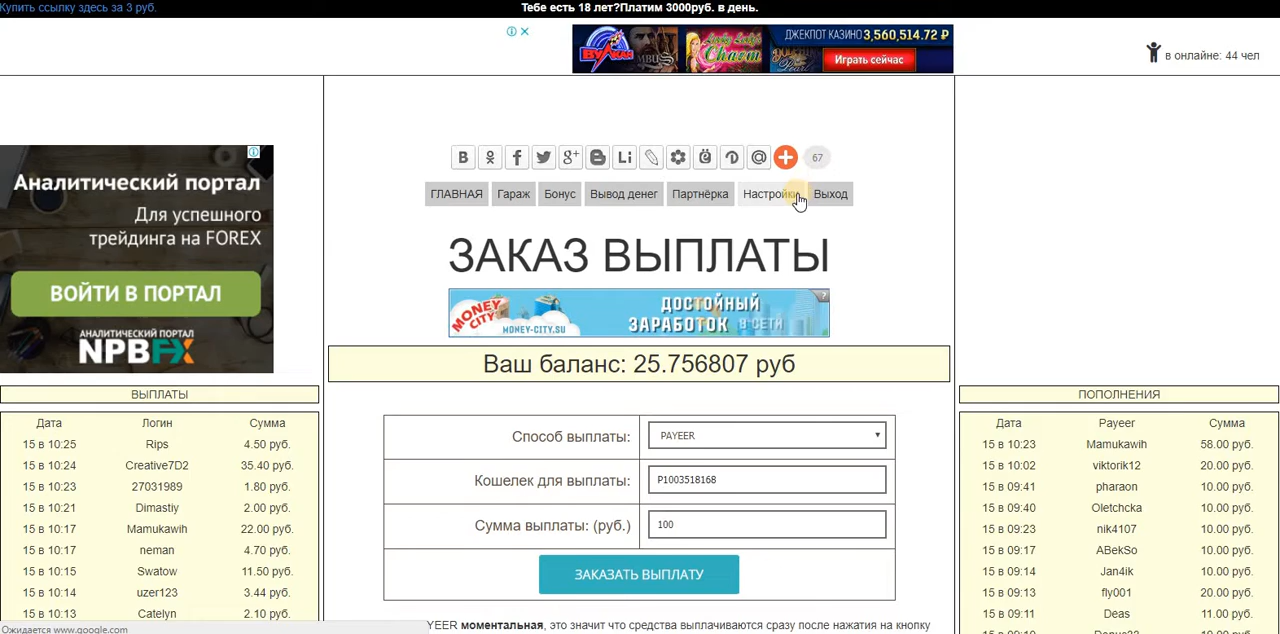 Купить ссылку здесь за 3 руб.
Тебе есть 18 лет?Платим 3000руб. в день.
ВУЛКАН
Lucky Lady's
Charm
ДЖЕКПОТ КАЗИНО 3,560,514.72 ₽
Играть сейчас
в онлайне: 44 чел
67
ГЛАВНАЯ Гараж Бонус Вывод денег Партнёрка Настройки Выход
Аналитический портал
Для успешного
трейдинга на FOREX
ВОЙТИ В ПОРТАЛ
АНАЛИТИЧЕСКИЙ ПОРТАЛ
NPBFX
ЗАКАЗ ВЫПЛАТЫ
MONEY CITY
MONEY-CITY.SU
ДОСТОЙНЫЙ
ЗАРАБОТОК В СЕТИ
Ваш баланс: 25.756807 руб
Способ выплаты: PAYEER
Кошелек для выплаты: P1003518168
Сумма выплаты: (руб.) 100
ЗАКАЗАТЬ ВЫПЛАТУ
YEER моментальная, это значит что средства выплачиваются сразу после нажатия на кнопку
ВЫПЛАТЫ
Дата Логин Сумма
15 в 10:25 Rips 4.50 руб.
15 в 10:24 Creative7D2 35.40 руб.
15 в 10:23 27031989 1.80 руб.
15 в 10:21 Dimastiy 2.00 руб.
15 в 10:17 Mamukawih 22.00 руб.
15 в 10:17 neman 4.70 руб.
15 в 10:15 Swatow 11.50 руб.
15 в 10:14 uzer123 3.44 руб.
15 в 10:13 Catelyn 2.10 руб.
ПОПОЛНЕНИЯ
Дата Payeer Сумма
15 в 10:23 Mamukawih 58.00 руб.
15 в 10:02 viktorik12 20.00 руб.
15 в 09:41 pharaon 10.00 руб.
15 в 09:40 Oletchcka 10.00 руб.
15 в 09:23 nik4107 10.00 руб.
15 в 09:17 ABekSo 10.00 руб.
15 в 09:14 Jan4ik 10.00 руб.
15 в 09:13 fly001 20.00 руб.
15 в 09:11 Deas 11.00 руб.
Ожидается www.google.com